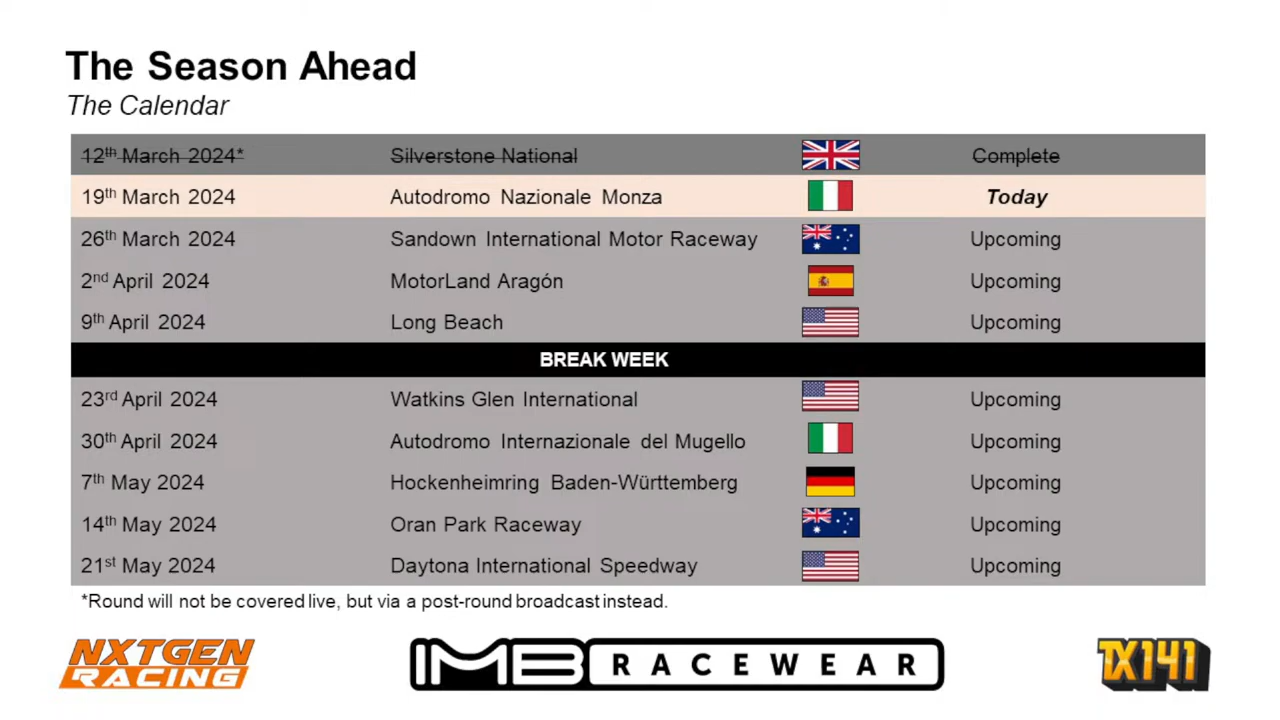 The Season Ahead
The Calendar
12th March 2024* Silverstone National Complete
19th March 2024 Autodromo Nazionale Monza Today
26th March 2024 Sandown International Motor Raceway Upcoming
2nd April 2024 MotorLand Aragón Upcoming
9th April 2024 Long Beach Upcoming
BREAK WEEK
23rd April 2024 Watkins Glen International Upcoming
30th April 2024 Autodromo Internazionale del Mugello Upcoming
7th May 2024 Hockenheimring Baden-Württemberg Upcoming
14th May 2024 Oran Park Raceway Upcoming
21st May 2024 Daytona International Speedway Upcoming
*Round will not be covered live, but via a post-round broadcast instead.
NXTGEN
RACING
IMB RACEWEAR
TX141